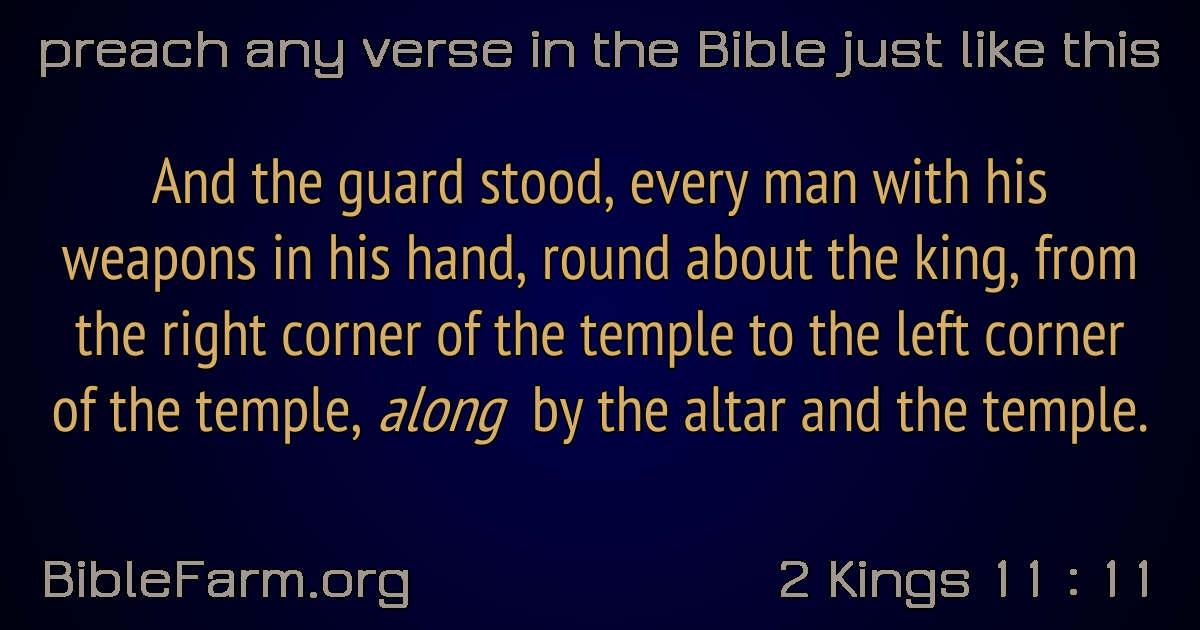 preach any verse in the Bible just like this
And the guard stood, every man with his
weapons in his hand, round about the king, from
the right corner of the temple to the left corner
of the temple, along by the altar and the temple.
BibleFarm.org
2 Kings 11 : 11